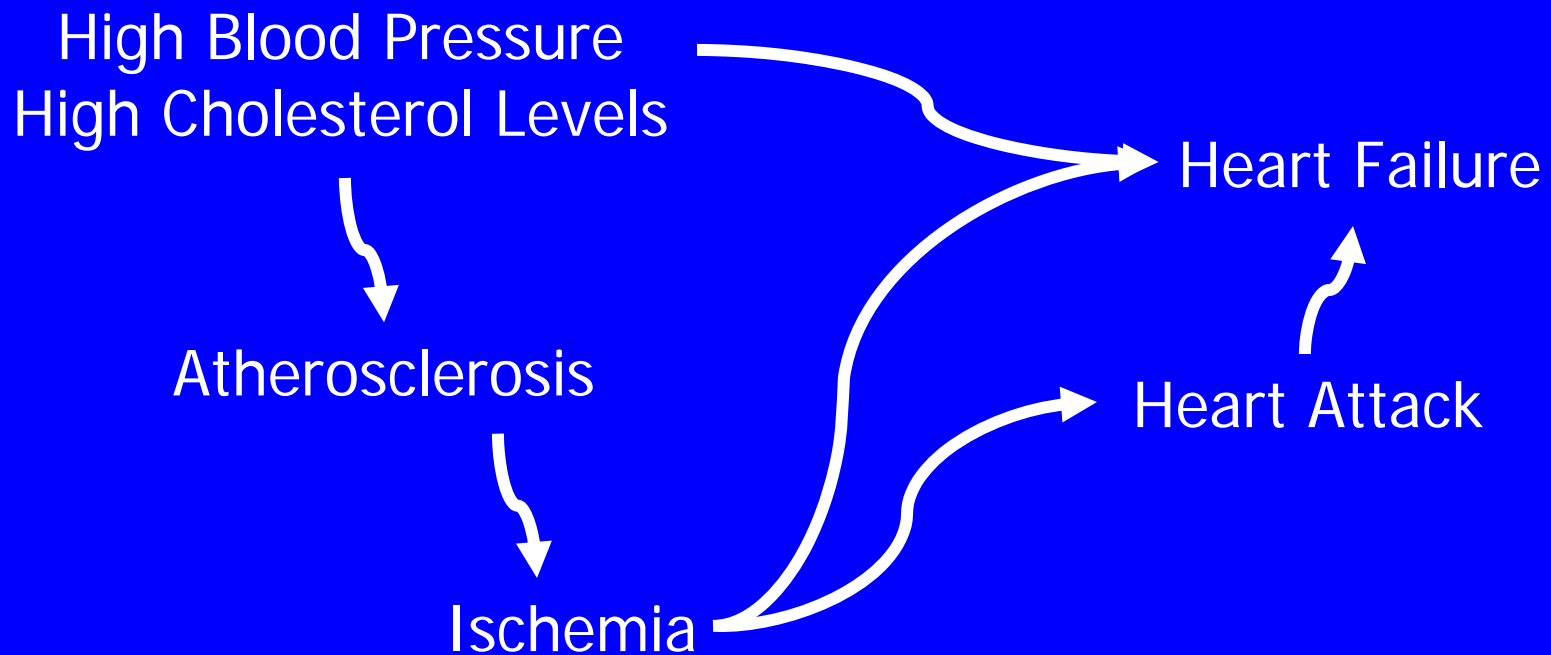 High Blood Pressure
High Cholesterol Levels
Heart Failure
Atherosclerosis
Heart Attack
Ischemia